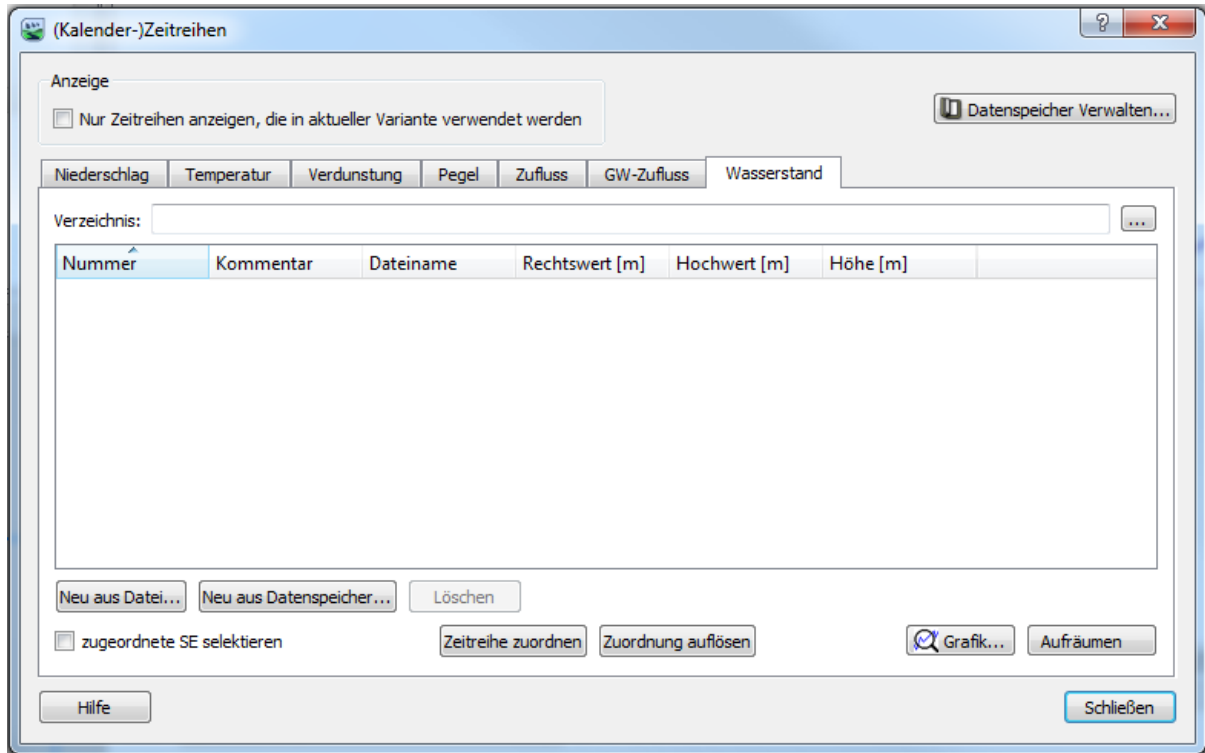 (Kalender-)Zeitreihen
Anzeige
Nur Zeitreihen anzeigen, die in aktueller Variante verwendet werden
Datenspeicher Verwalten...
Niederschlag Temperatur Verdunstung Pegel Zufluss GW-Zufluss Wasserstand
Verzeichnis: ...
Nummer Kommentar Dateiname Rechtswert [m] Hochwert [m] Höhe [m]
Neu aus Datei... Neu aus Datenspeicher... Löschen
zugeordnete SE selektieren Zeitreihe zuordnen Zuordnung auflösen Grafik... Aufräumen
Hilfe Schließen